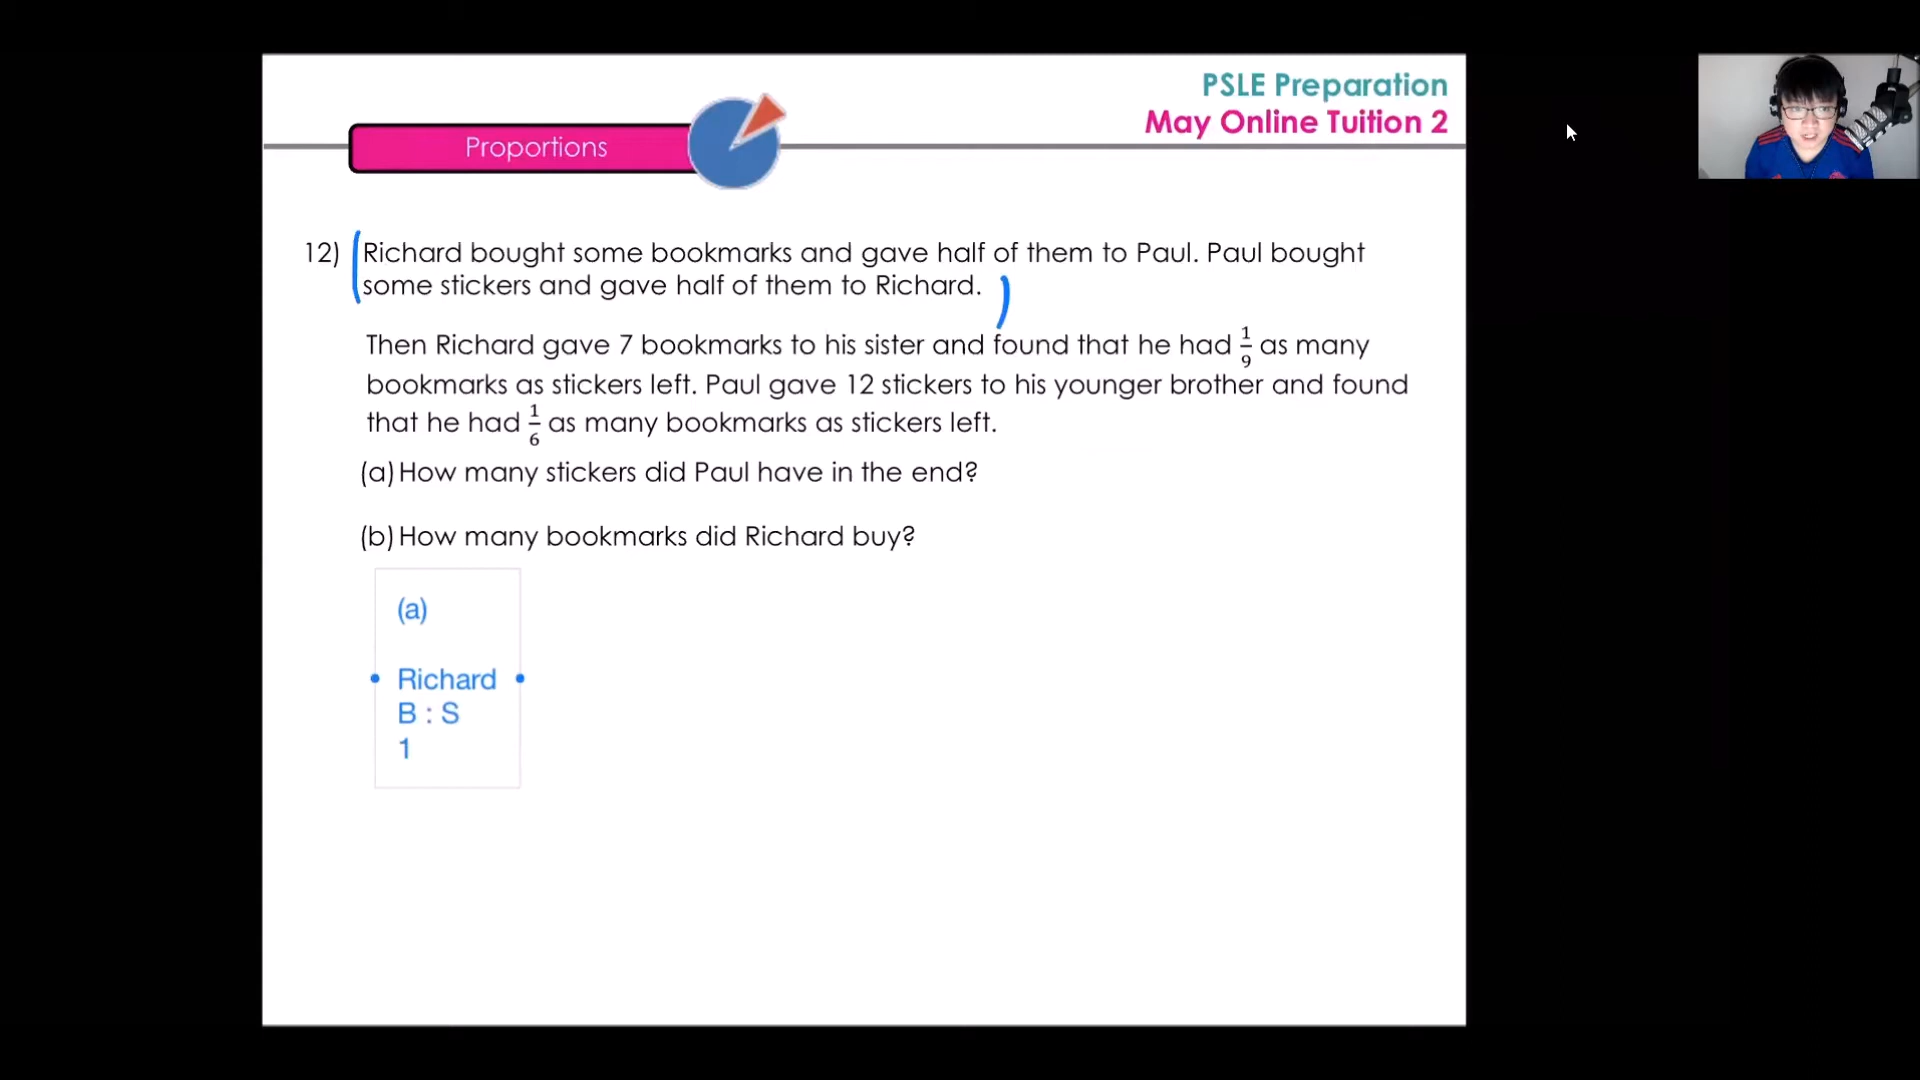 PSLE Preparation
May Online Tuition 2
Proportions
12) Richard bought some bookmarks and gave half of them to Paul. Paul bought
some stickers and gave half of them to Richard.
Then Richard gave 7 bookmarks to his sister and found that he had 1/9 as many
bookmarks as stickers left. Paul gave 12 stickers to his younger brother and found
that he had 1/6 as many bookmarks as stickers left.
(a) How many stickers did Paul have in the end?
(b) How many bookmarks did Richard buy?
(a)
Richard
B : S
1